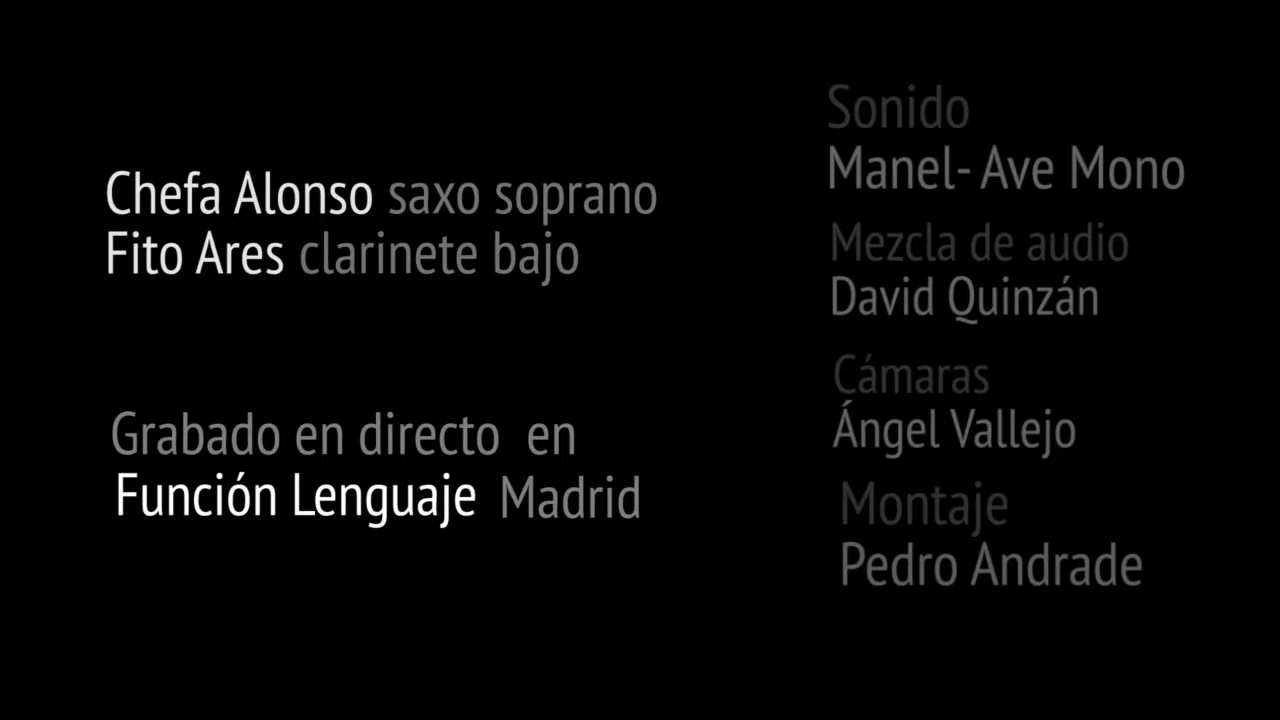 Chefa Alonso saxo soprano
Fito Ares clarinete bajo
Grabado en directo en
Función Lenguaje Madrid
Sonido
Manel- Ave Mono
Mezcla de audio
David Quinzán
Cámaras
Ángel Vallejo
Montaje
Pedro Andrade